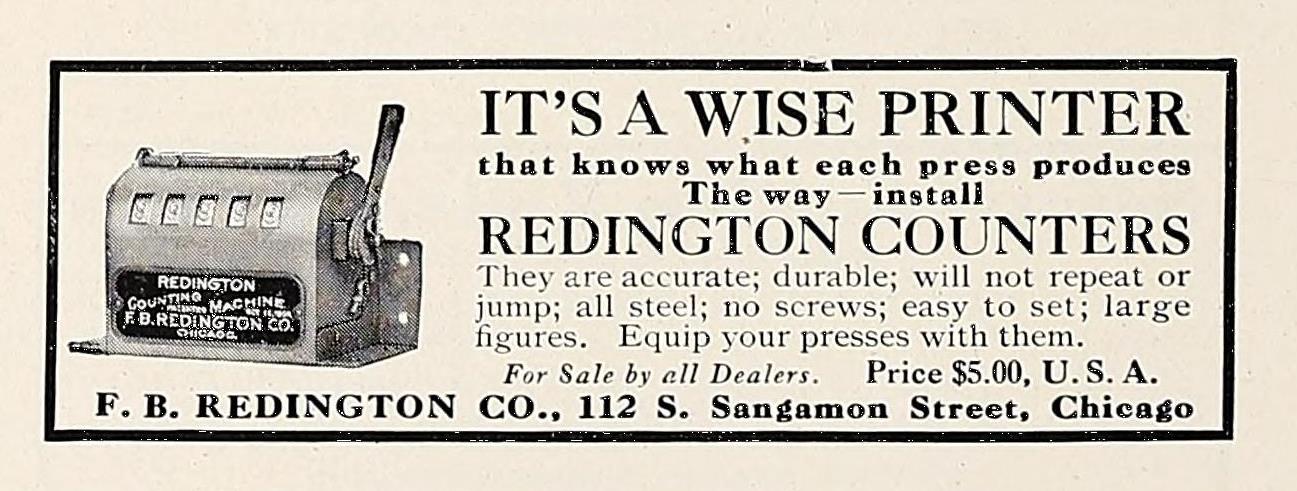 IT'S A WISE PRINTER
that knows what each press produces
The way—install
REDINGTON COUNTERS
They are accurate; durable; will not repeat or
jump; all steel; no screws; easy to set; large
figures. Equip your presses with them.
For Sale by all Dealers. Price $5.00, U. S. A.
F. B. REDINGTON CO., 112 S. Sangamon Street, Chicago
REDINGTON
COUNTING MACHINE
F. B. REDINGTON CO.
CHICAGO